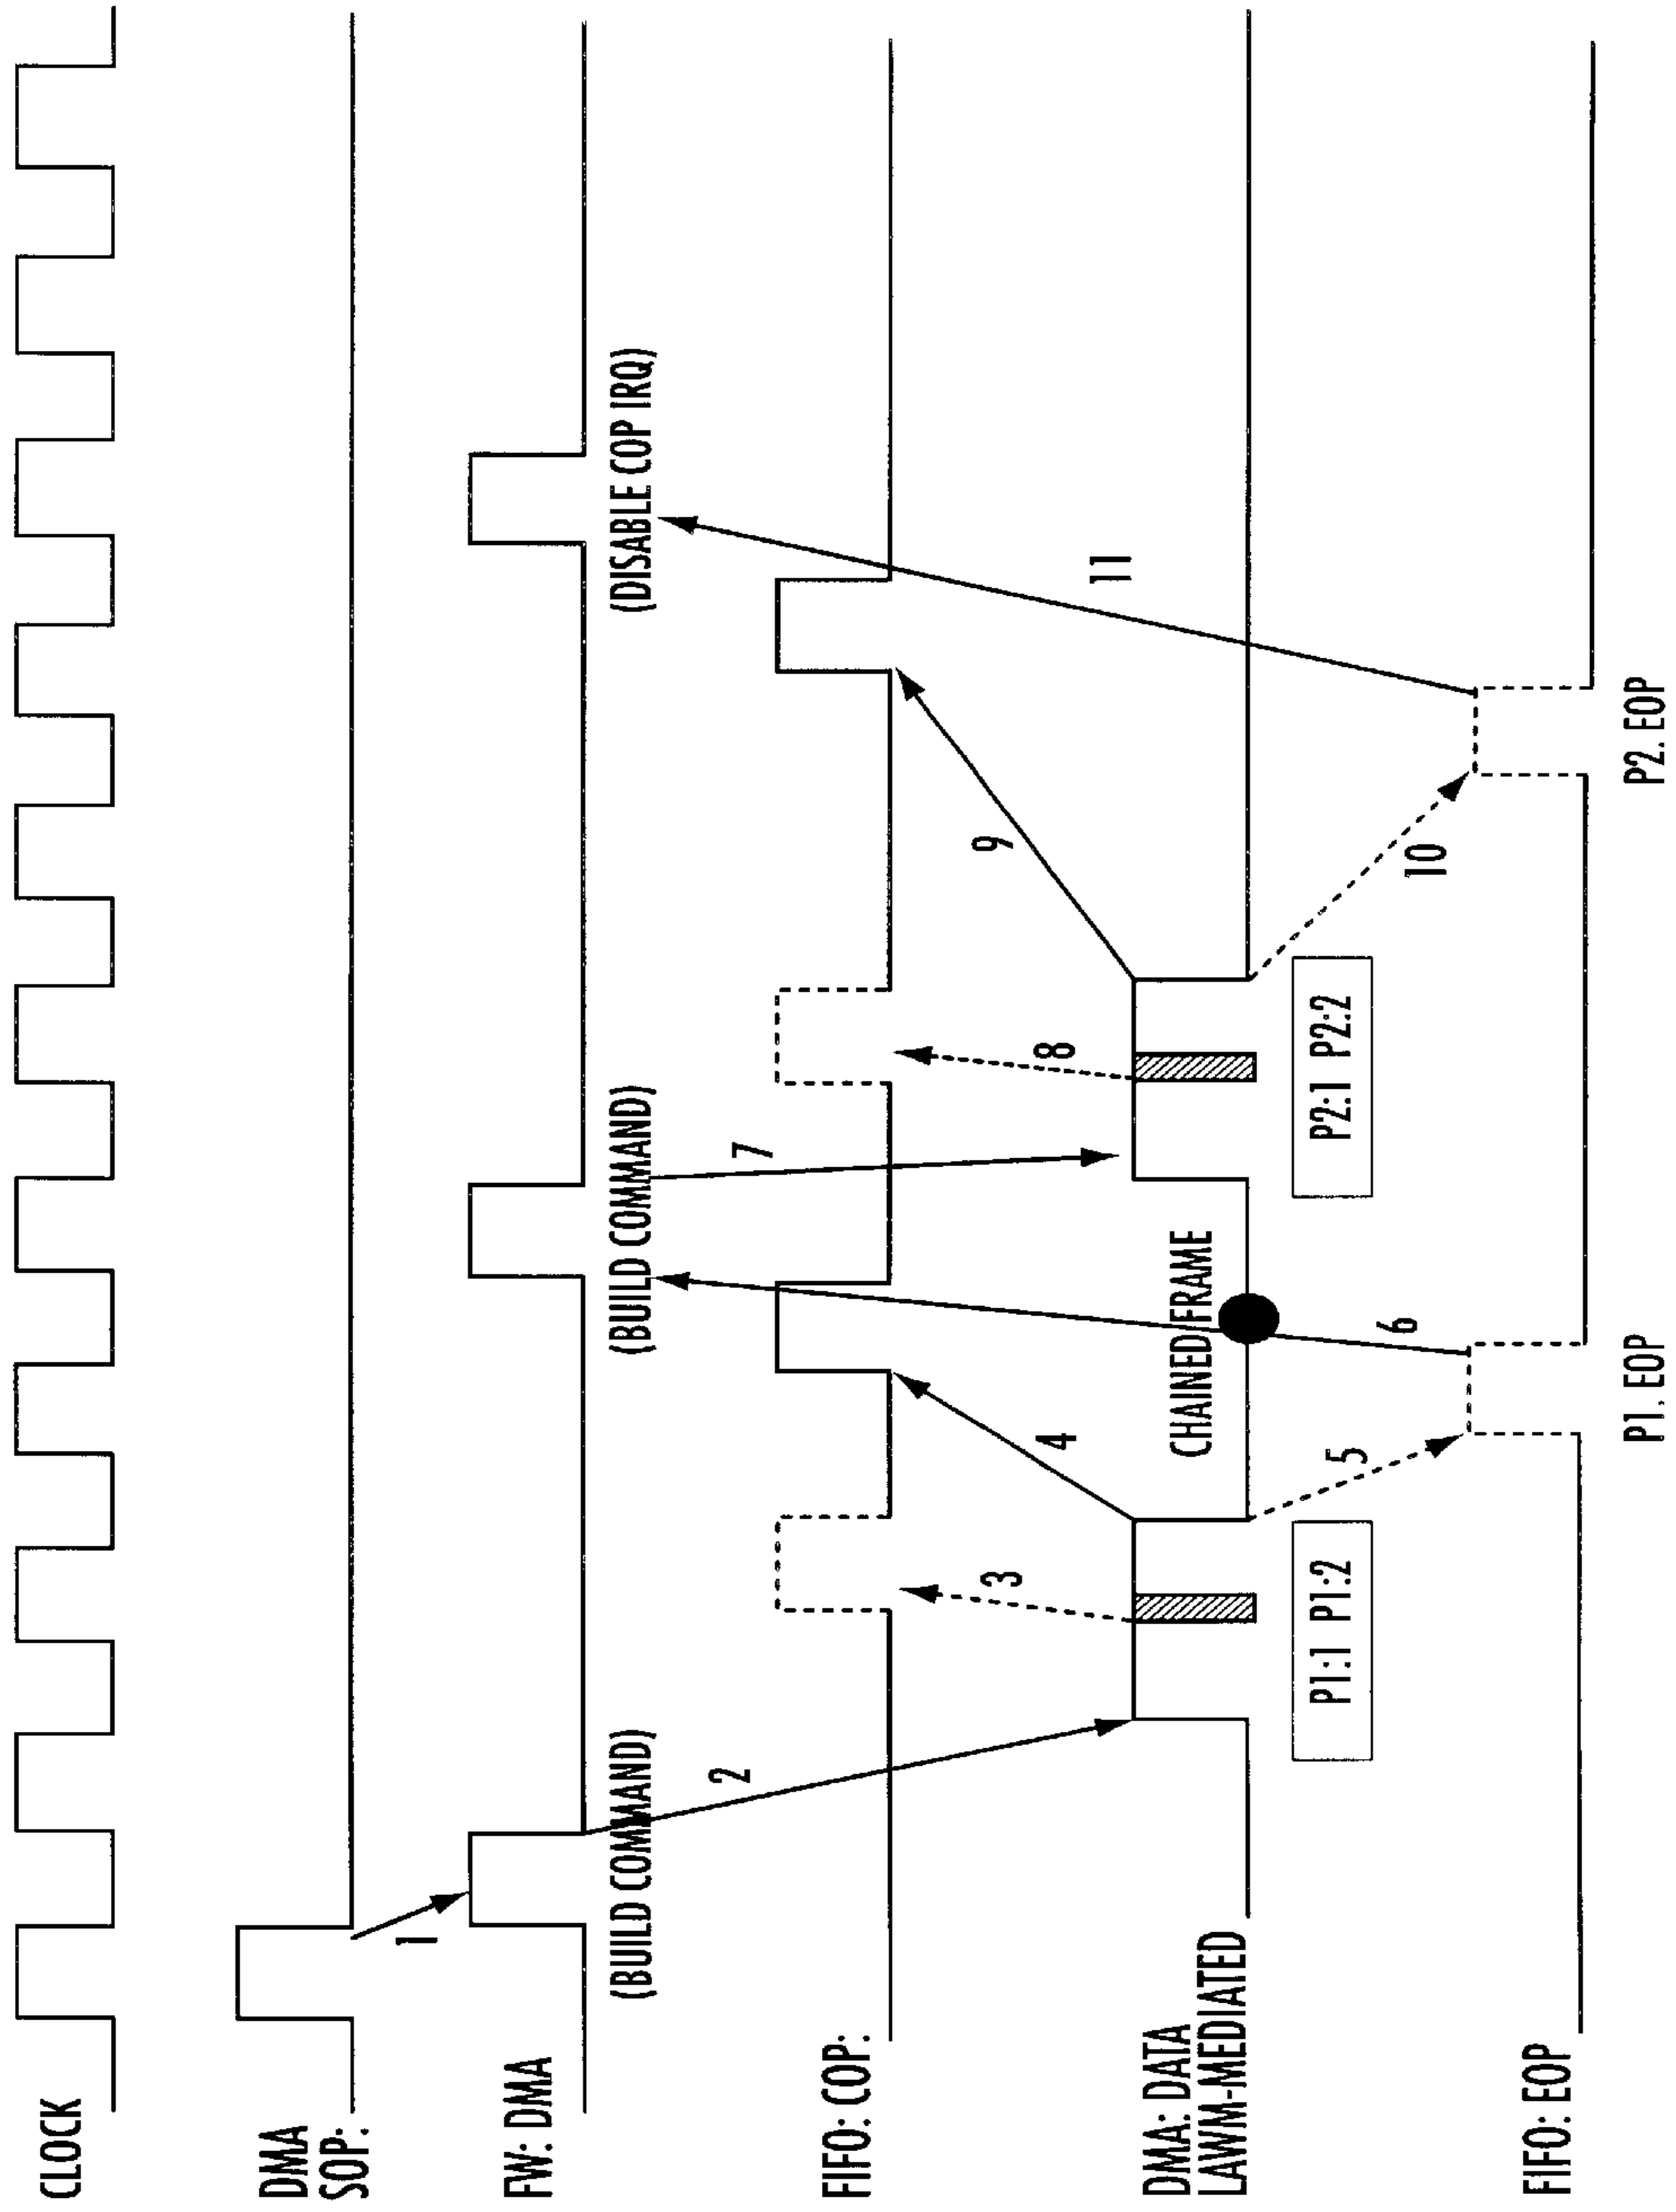 CLOCK
DMA
SOP:
1
FW: DMA
(BUILD COMMAND)
(BUILD COMMAND)
(DISABLE COP IRQ)
2
7
FIFO: COP:
3
4
8
9
11
DMA: DATA
LAWM-MEDIATED
CHAINED FRAME
P1:1 P1:2
P2:1 P2:2
5
6
10
FIFO: EOP
P1. EOP
P2. EOP